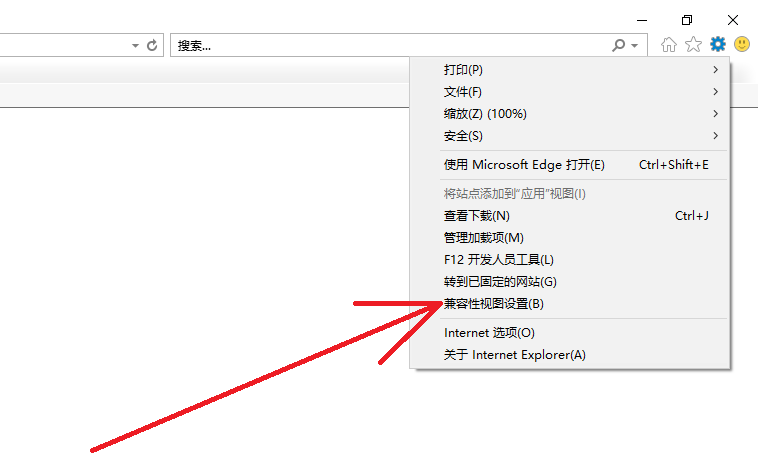 搜索...
打印(P)
文件(F)
缩放(Z) (100%)
安全(S)
使用 Microsoft Edge 打开(E) Ctrl+Shift+E
将站点添加到“应用”视图(I)
查看下载(N) Ctrl+J
管理加载项(M)
F12 开发人员工具(L)
转到已固定的网站(G)
兼容性视图设置(B)
Internet 选项(O)
关于 Internet Explorer(A)